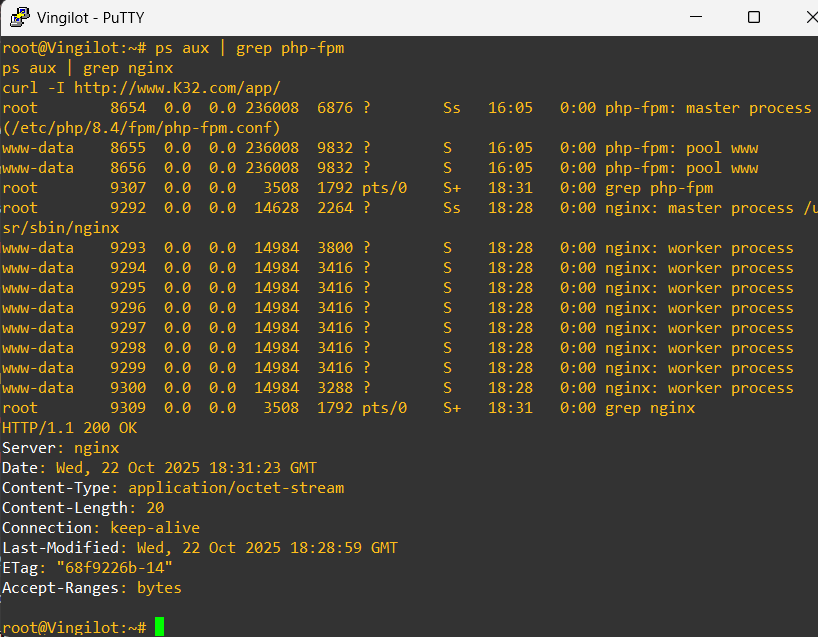 Vingilot - PuTTY
root@Vingilot:~# ps aux | grep php-fpm
ps aux | grep nginx
curl -I http://www.K32.com/app/
root        8654  0.0  0.0 236008  6876 ?        Ss   16:05   0:00 php-fpm: master process
(/etc/php/8.4/fpm/php-fpm.conf)
www-data    8655  0.0  0.0 236008  9832 ?        S    16:05   0:00 php-fpm: pool www
www-data    8656  0.0  0.0 236008  9832 ?        S    16:05   0:00 php-fpm: pool www
root        9307  0.0  0.0   3508  1792 pts/0    S+   18:31   0:00 grep php-fpm
root        9292  0.0  0.0  14628  2264 ?        Ss   18:28   0:00 nginx: master process /u
sr/sbin/nginx
www-data    9293  0.0  0.0  14984  3800 ?        S    18:28   0:00 nginx: worker process
www-data    9294  0.0  0.0  14984  3416 ?        S    18:28   0:00 nginx: worker process
www-data    9295  0.0  0.0  14984  3416 ?        S    18:28   0:00 nginx: worker process
www-data    9296  0.0  0.0  14984  3416 ?        S    18:28   0:00 nginx: worker process
www-data    9297  0.0  0.0  14984  3416 ?        S    18:28   0:00 nginx: worker process
www-data    9298  0.0  0.0  14984  3416 ?        S    18:28   0:00 nginx: worker process
www-data    9299  0.0  0.0  14984  3416 ?        S    18:28   0:00 nginx: worker process
www-data    9300  0.0  0.0  14984  3288 ?        S    18:28   0:00 nginx: worker process
root        9309  0.0  0.0   3508  1792 pts/0    S+   18:31   0:00 grep nginx
HTTP/1.1 200 OK
Server: nginx
Date: Wed, 22 Oct 2025 18:31:23 GMT
Content-Type: application/octet-stream
Content-Length: 20
Connection: keep-alive
Last-Modified: Wed, 22 Oct 2025 18:28:59 GMT
ETag: "68f9226b-14"
Accept-Ranges: bytes
root@Vingilot:~#